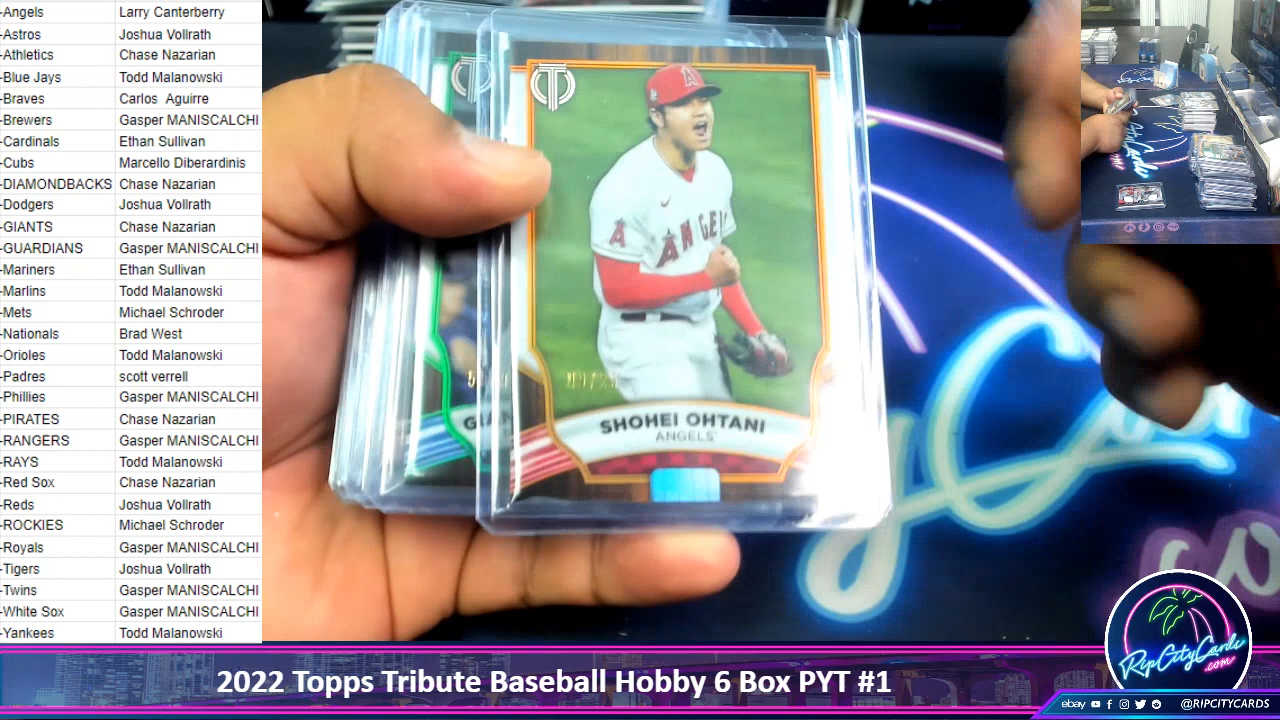 -Angels Larry Canterberry
-Astros Joshua Vollrath
-Athletics Chase Nazarian
-Blue Jays Todd Malanowski
-Braves Carlos Aguirre
-Brewers Gasper MANISCALCHI
-Cardinals Ethan Sullivan
-Cubs Marcello Diberardinis
-DIAMONDBACKS Chase Nazarian
-Dodgers Joshua Vollrath
-GIANTS Chase Nazarian
-GUARDIANS Gasper MANISCALCHI
-Mariners Ethan Sullivan
-Marlins Todd Malanowski
-Mets Michael Schroder
-Nationals Brad West
-Orioles Todd Malanowski
-Padres scott verrell
-Phillies Gasper MANISCALCHI
-PIRATES Chase Nazarian
-RANGERS Gasper MANISCALCHI
-RAYS Todd Malanowski
-Red Sox Chase Nazarian
-Reds Joshua Vollrath
-ROCKIES Michael Schroder
-Royals Gasper MANISCALCHI
-Tigers Joshua Vollrath
-Twins Gasper MANISCALCHI
-White Sox Gasper MANISCALCHI
-Yankees Todd Malanowski
T
A
ANGE
A
SHOHEI OHTANI
ANGELS
GIA
RipCityCards
.com
2022 Topps Tribute Baseball Hobby 6 Box PYT #1
ebay @RIPCITYCARDS